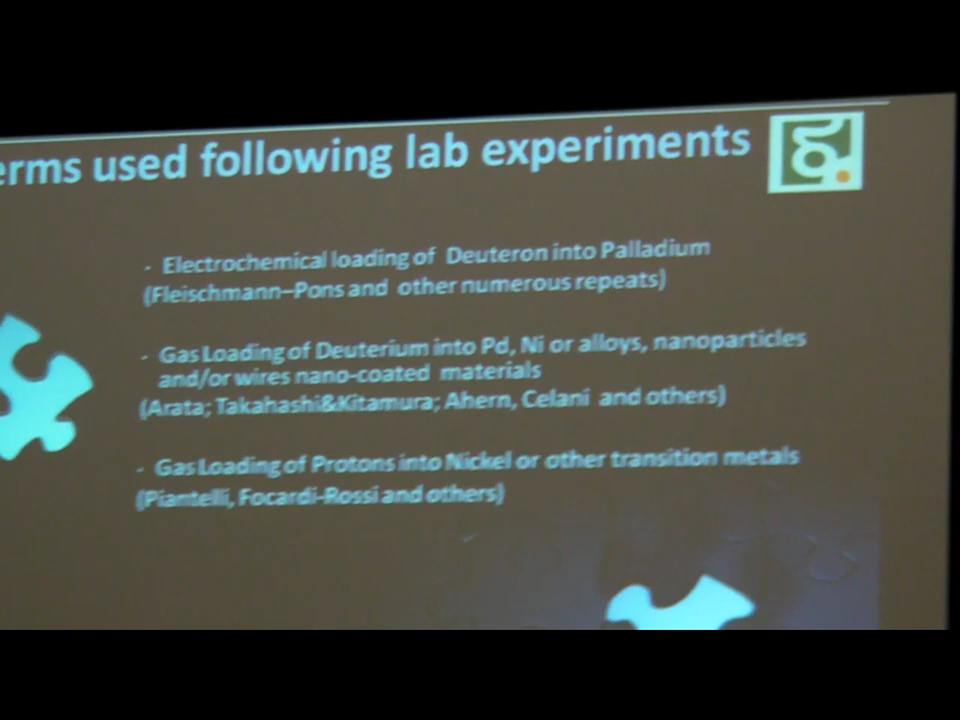 erms used following lab experiments
- Electrochemical loading of Deuteron into Palladium
(Fleischmann–Pons and other numerous repeats)
- Gas Loading of Deuterium into Pd, Ni or alloys, nanoparticles
and/or wires nano-coated materials
(Arata; Takahashi&Kitamura; Ahern, Celani and others)
- Gas Loading of Protons into Nickel or other transition metals
(Piantelli, Focardi-Rossi and others)